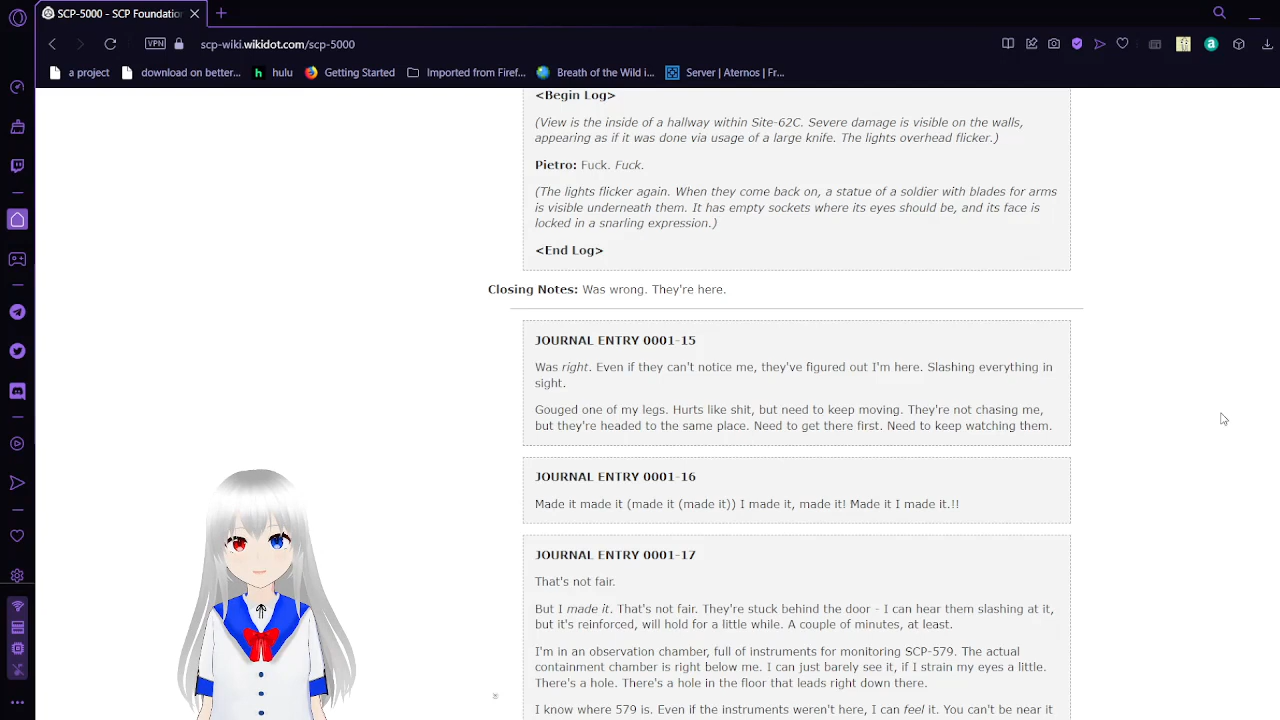 SCP-5000 - SCP Foundatio
VPN
scp-wiki.wikidot.com/scp-5000
a project
download on better...
h hulu
Getting Started
Imported from Firef...
Breath of the Wild i...
Server | Aternos | Fr...
<Begin Log>
(View is the inside of a hallway within Site-62C. Severe damage is visible on the walls,
appearing as if it was done via usage of a large knife. The lights overhead flicker.)
Pietro: Fuck. Fuck.
(The lights flicker again. When they come back on, a statue of a soldier with blades for arms
is visible underneath them. It has empty sockets where its eyes should be, and its face is
locked in a snarling expression.)
<End Log>
Closing Notes: Was wrong. They're here.
JOURNAL ENTRY 0001-15
Was right. Even if they can't notice me, they've figured out I'm here. Slashing everything in
sight.
Gouged one of my legs. Hurts like shit, but need to keep moving. They're not chasing me,
but they're headed to the same place. Need to get there first. Need to keep watching them.
JOURNAL ENTRY 0001-16
Made it made it (made it (made it)) I made it, made it! Made it I made it.!!
JOURNAL ENTRY 0001-17
That's not fair.
But I made it. That's not fair. They're stuck behind the door - I can hear them slashing at it,
but it's reinforced, will hold for a little while. A couple of minutes, at least.
I'm in an observation chamber, full of instruments for monitoring SCP-579. The actual
containment chamber is right below me. I can just barely see it, if I strain my eyes a little.
There's a hole. There's a hole in the floor that leads right down there.
I know where 579 is. Even if the instruments weren't here, I can feel it. You can't be near it